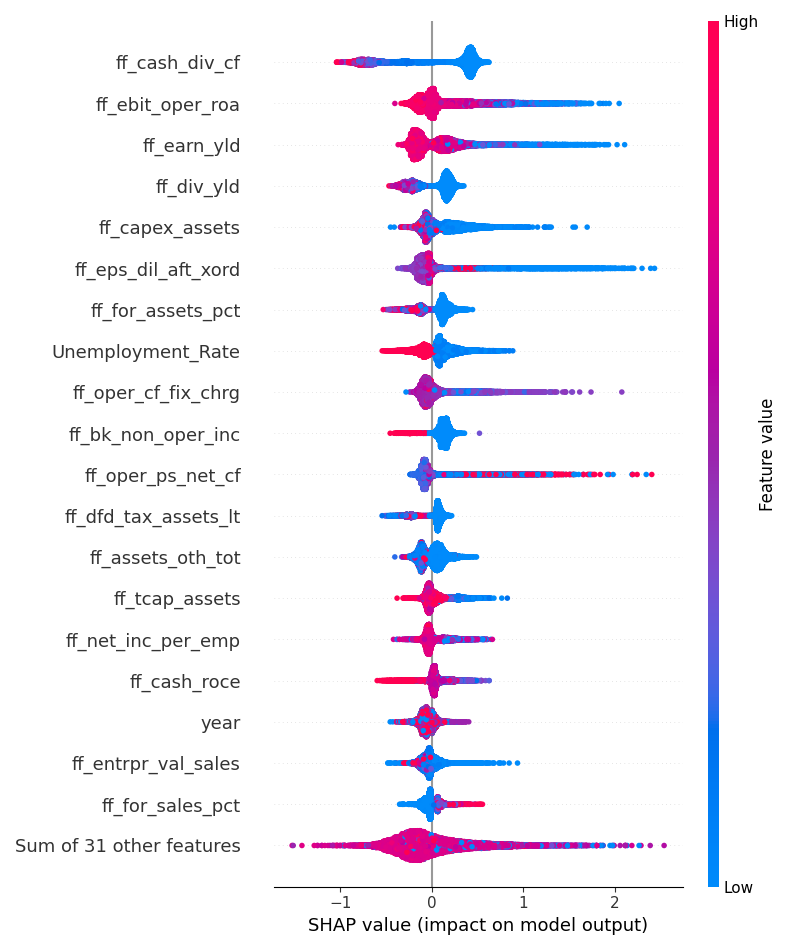 High
ff_cash_div_cf
ff_ebit_oper_roa
ff_earn_yld
ff_div_yld
ff_capex_assets
ff_eps_dil_aft_xord
ff_for_assets_pct
Unemployment_Rate
ff_oper_cf_fix_chrg
ff_bk_non_oper_inc
ff_oper_ps_net_cf
ff_dfd_tax_assets_lt
ff_assets_oth_tot
ff_tcap_assets
ff_net_inc_per_emp
ff_cash_roce
year
ff_entrpr_val_sales
ff_for_sales_pct
Sum of 31 other features
Feature value
Low
−1 0 1 2
SHAP value (impact on model output)